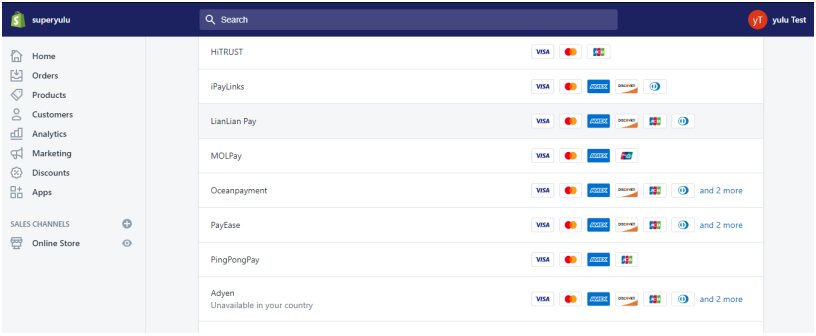 superyulu
Search
yT yulu Test
Home
Orders
Products
Customers
Analytics
Marketing
Discounts
Apps
SALES CHANNELS
Online Store
HiTRUST VISA
iPayLinks VISA AMEX DISCOVER
LianLian Pay VISA AMEX DISCOVER JCB
MOLPay VISA AMEX
Oceanpayment VISA AMEX DISCOVER JCB and 2 more
PayEase VISA AMEX DISCOVER JCB and 2 more
PingPongPay VISA AMEX JCB
Adyen VISA AMEX DISCOVER JCB and 2 more
Unavailable in your country